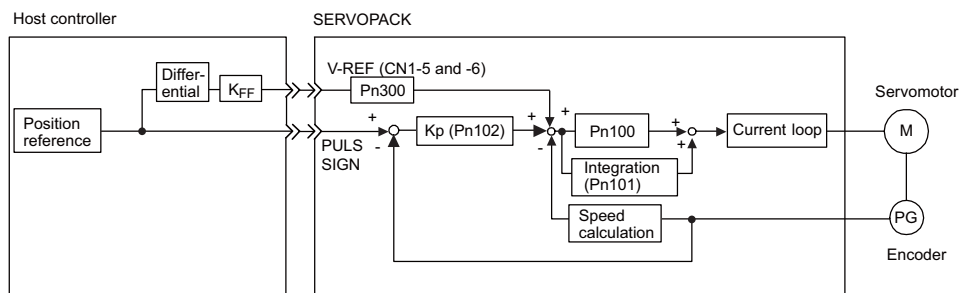 Host controller
SERVOPACK
V-REF (CN1-5 and -6)
Differ-
ential
KFF
Pn300
Servomotor
Position
reference
+
-
Kp (Pn102)
+
+
-
+
Pn100
+
+
Current loop
M
PULS
SIGN
Integration
(Pn101)
Speed
calculation
PG
Encoder